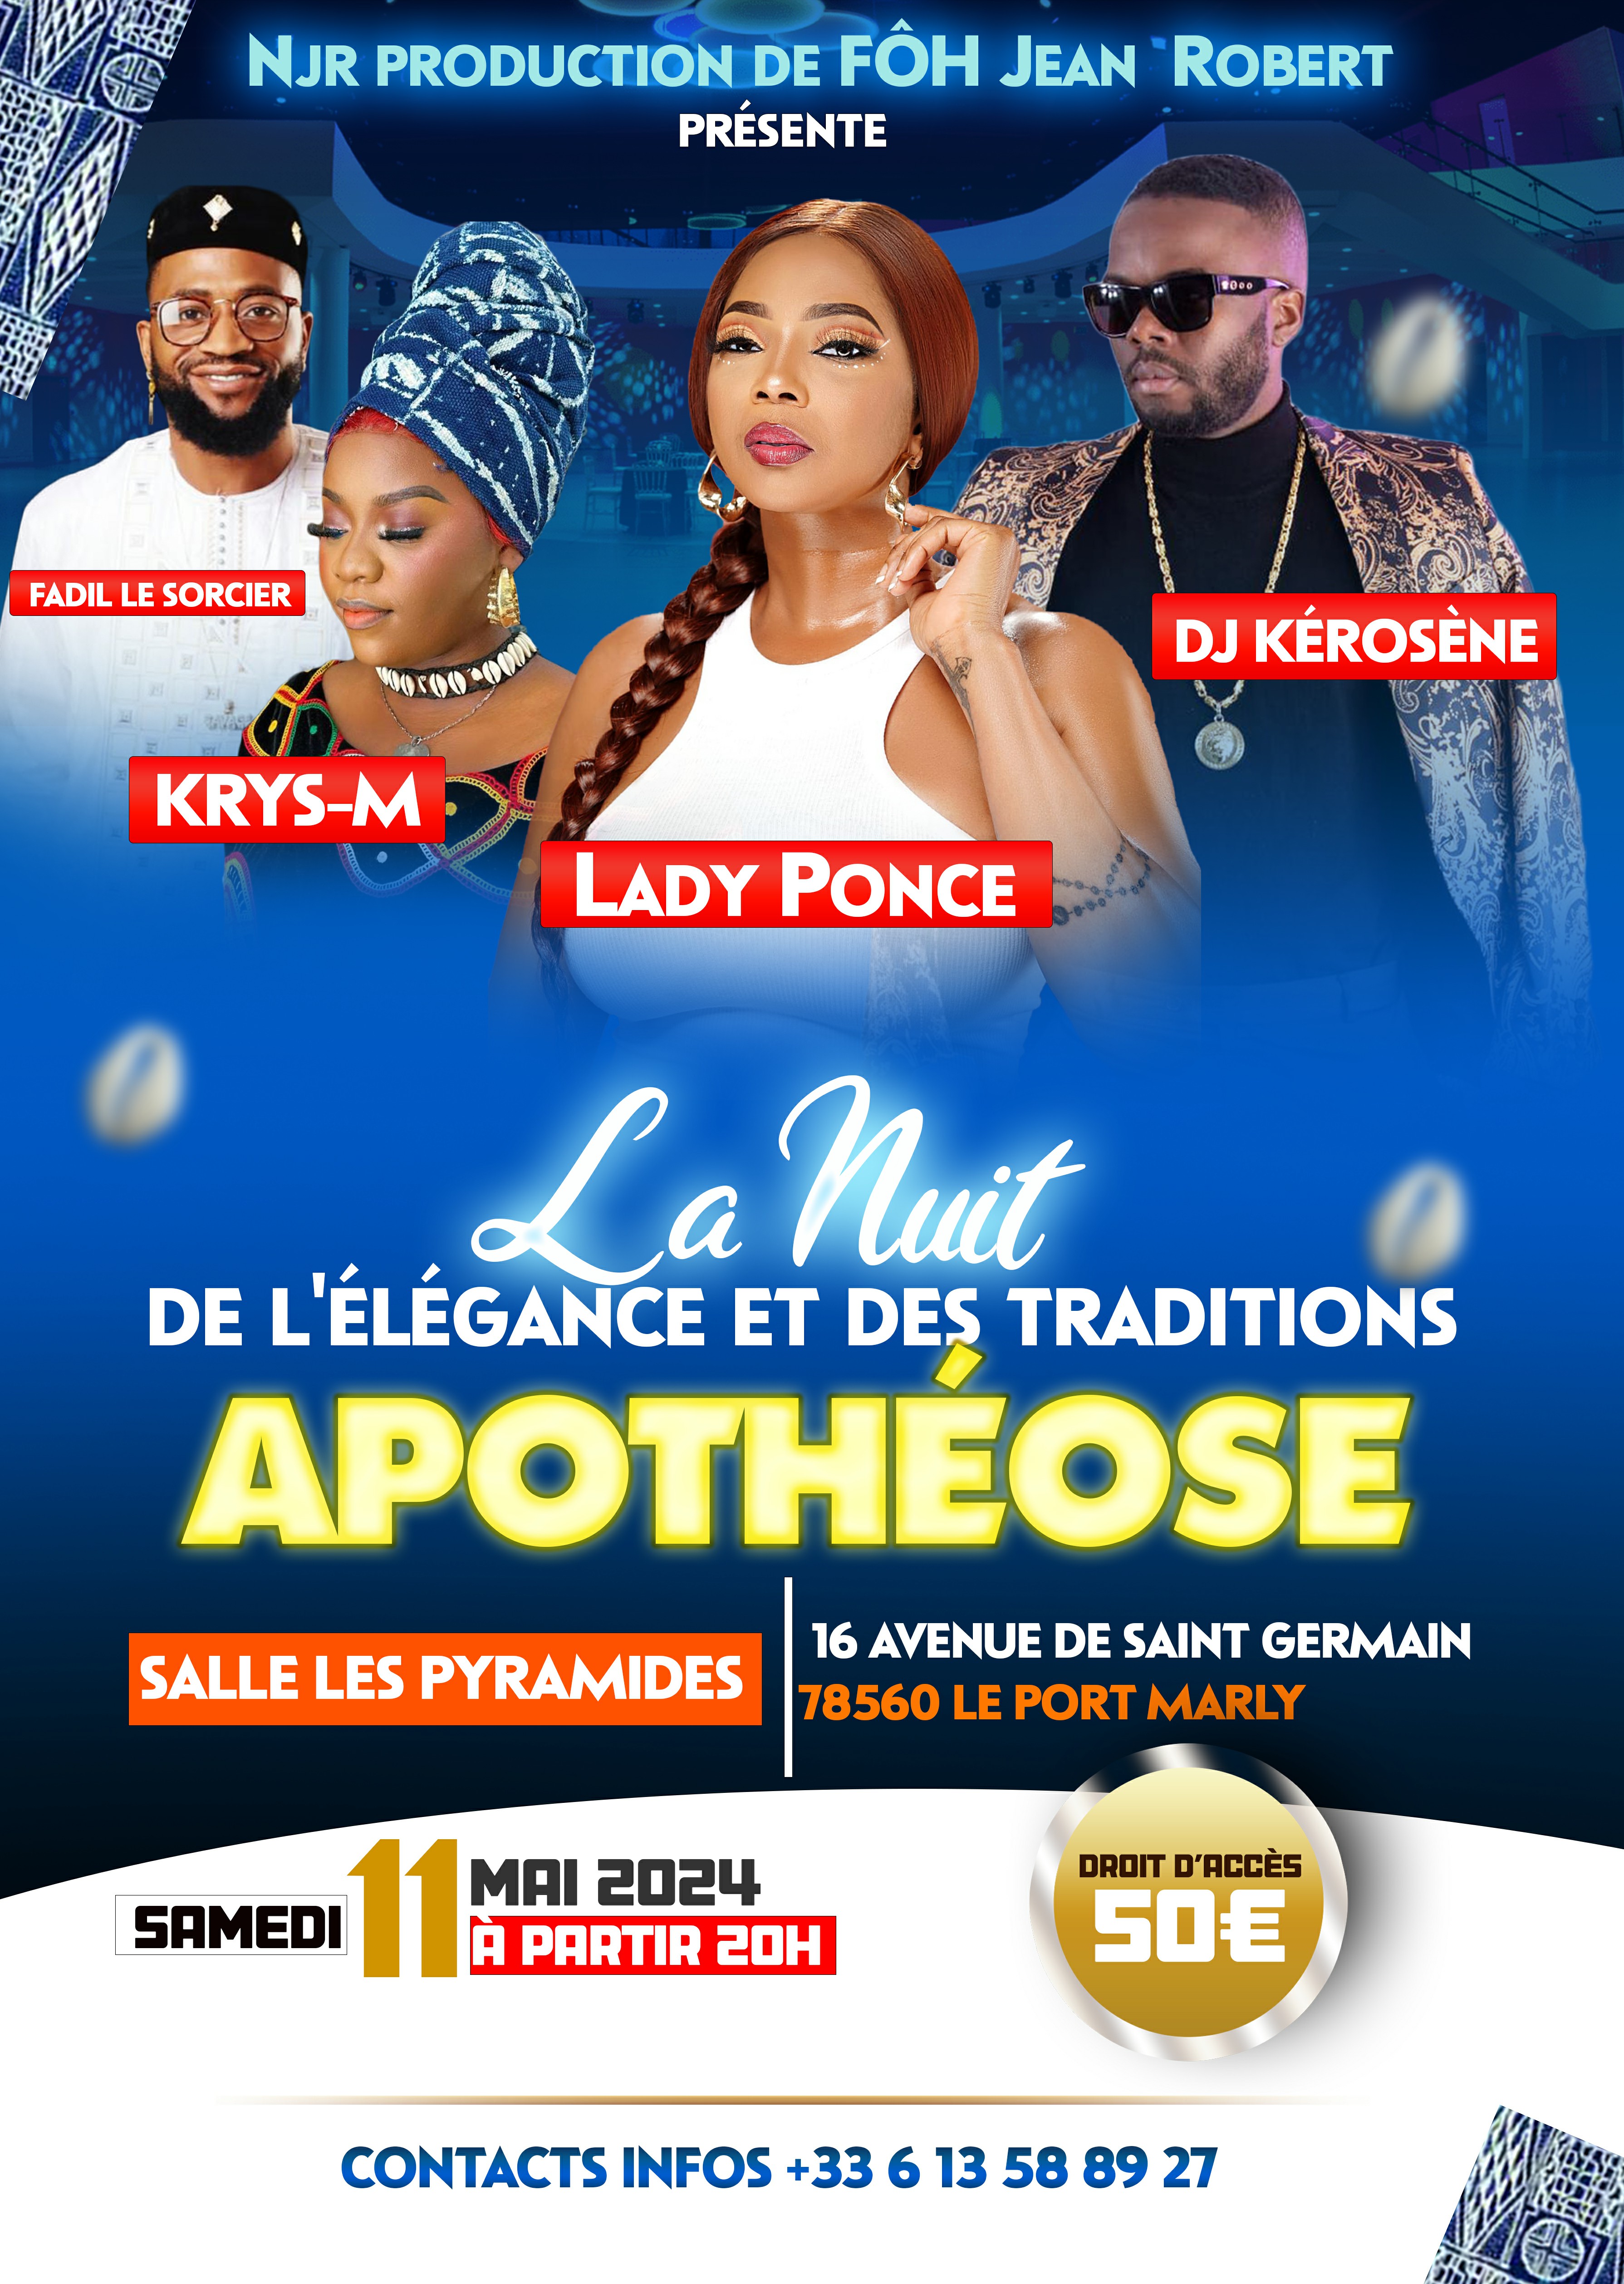 NJR PRODUCTION DE FÔH JEAN ROBERT
PRÉSENTE
FADIL LE SORCIER
DJ KÉROSÈNE
KRYS-M
LADY PONCE
La Nuit
DE L'ÉLÉGANCE ET DES TRADITIONS
APOTHÉOSE
SALLE LES PYRAMIDES
16 AVENUE DE SAINT GERMAIN
78560 LE PORT MARLY
SAMEDI 11 MAI 2024
À PARTIR 20H
DROIT D'ACCÈS
50€
CONTACTS INFOS +33 6 13 58 89 27